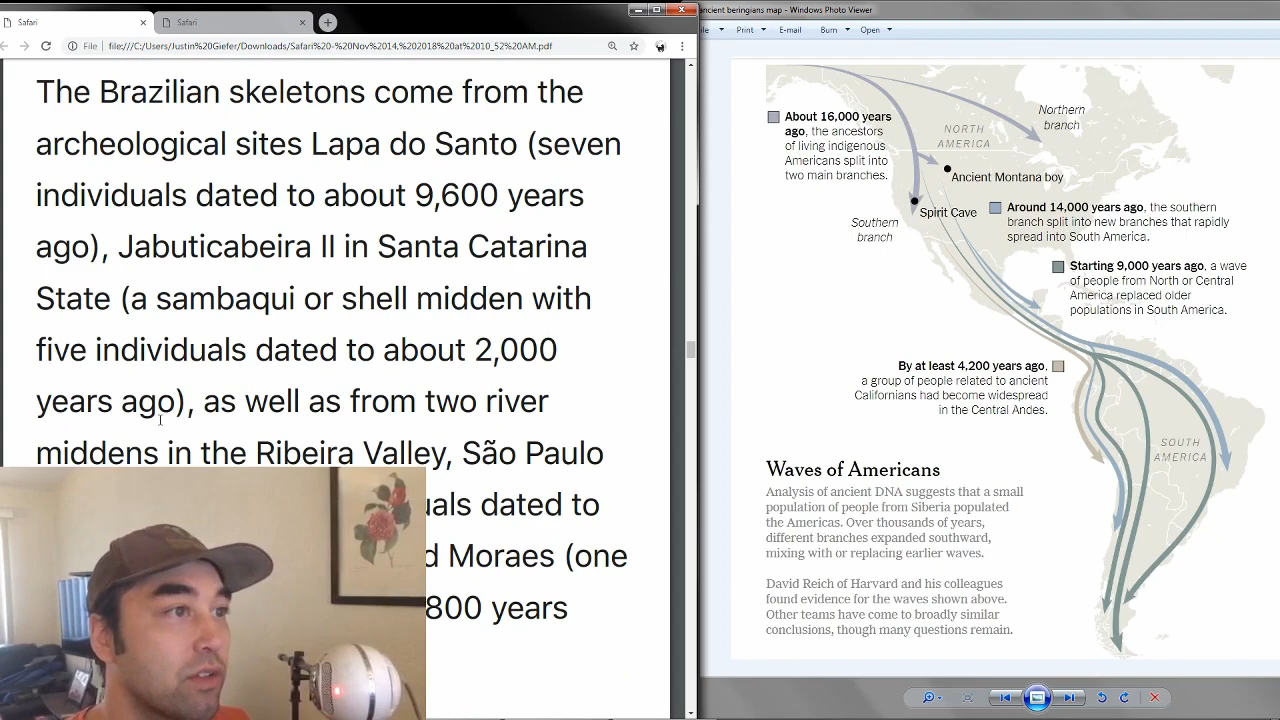 Safari
Safari
ancient beringians map - Windows Photo Viewer
File
file:///C:/Users/Justin%20Giefer/Downloads/Safari%20-%20Nov%2014,%202018%20at%2010_52%20AM.pdf
Print
E-mail
Burn
Open
The Brazilian skeletons come from the
archeological sites Lapa do Santo (seven
individuals dated to about 9,600 years
ago), Jabuticabeira II in Santa Catarina
State (a sambaqui or shell midden with
five individuals dated to about 2,000
years ago), as well as from two river
middens in the Ribeira Valley, São Paulo
uals dated to
d Moraes (one
800 years
About 16,000 years
ago, the ancestors
of living indigenous
Americans split into
two main branches.
NORTH
AMERICA
Northern
branch
Ancient Montana boy
Spirit Cave
Southern
branch
Around 14,000 years ago, the southern
branch split into new branches that rapidly
spread into South America.
Starting 9,000 years ago, a wave
of people from North or Central
America replaced older
populations in South America.
By at least 4,200 years ago,
a group of people related to ancient
Californians had become widespread
in the Central Andes.
SOUTH
AMERICA
Waves of Americans
Analysis of ancient DNA suggests that a small
population of people from Siberia populated
the Americas. Over thousands of years,
different branches expanded southward,
mixing with or replacing earlier waves.
David Reich of Harvard and his colleagues
found evidence for the waves shown above.
Other teams have come to broadly similar
conclusions, though many questions remain.